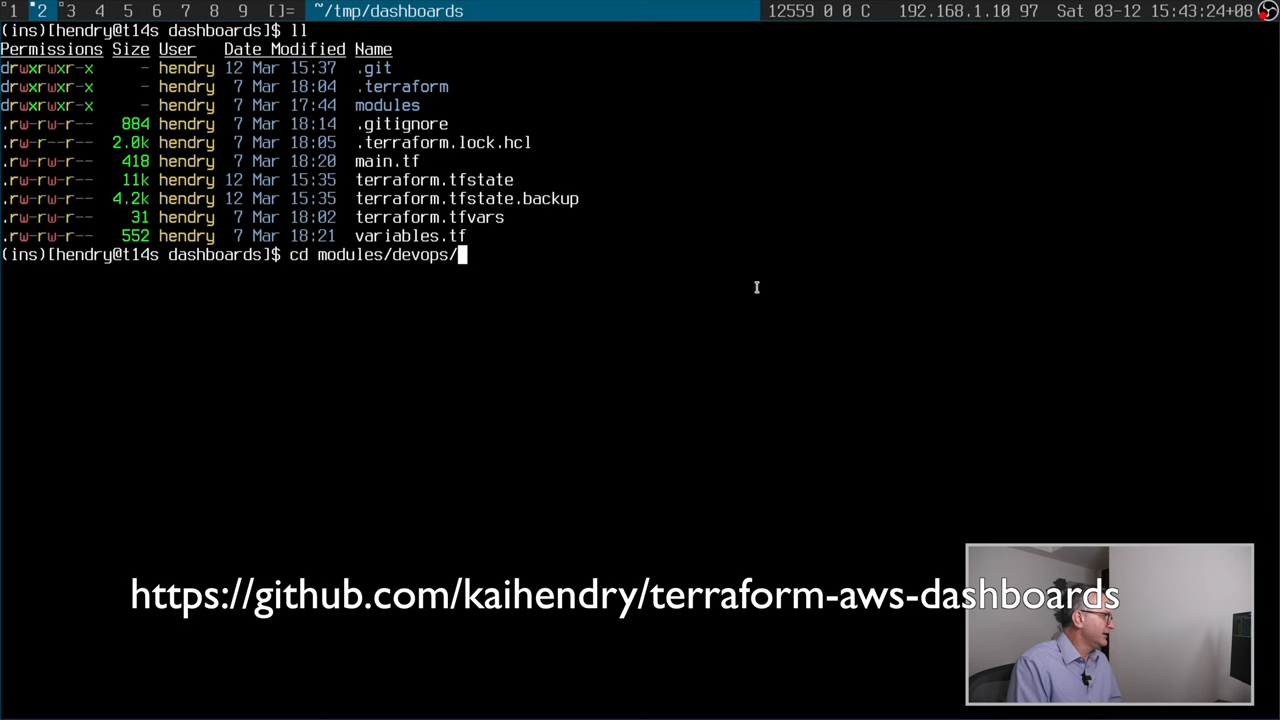 1 2 3 4 5 6 7 8 9 []= ~/tmp/dashboards 12559 0 0 C 192.168.1.10 97 Sat 03-12 15:43:24+08
(ins)[hendry@t14s dashboards]$ ll
Permissions Size User Date Modified Name
drwxrwxr-x - hendry 12 Mar 15:37 .git
drwxrwxr-x - hendry 7 Mar 18:04 .terraform
drwxrwxr-x - hendry 7 Mar 17:44 modules
.rw-rw-r-- 884 hendry 7 Mar 18:14 .gitignore
.rw-r--r-- 2.0k hendry 7 Mar 18:05 .terraform.lock.hcl
.rw-rw-r-- 418 hendry 7 Mar 18:20 main.tf
.rw-rw-r-- 11k hendry 12 Mar 15:35 terraform.tfstate
.rw-rw-r-- 4.2k hendry 12 Mar 15:35 terraform.tfstate.backup
.rw-rw-r-- 31 hendry 7 Mar 18:02 terraform.tfvars
.rw-rw-r-- 552 hendry 7 Mar 18:21 variables.tf
(ins)[hendry@t14s dashboards]$ cd modules/devops/
https://github.com/kaihendry/terraform-aws-dashboards